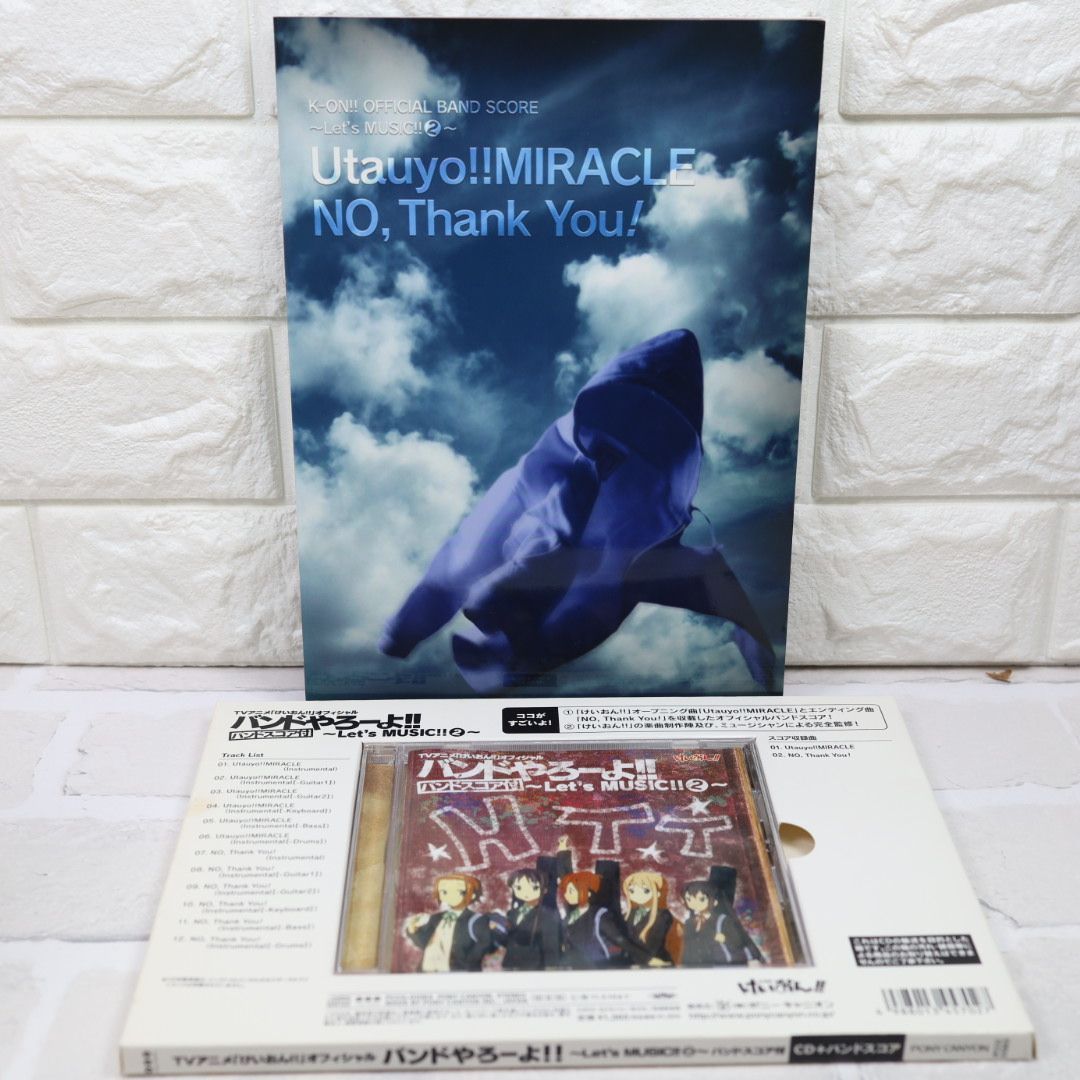 K-ON!! OFFICIAL BAND SCORE
～Let's MUSIC!!②～
Utauyo!!MIRACLE
NO, Thank You!
TVアニメ「けいおん!!」オフィシャル
バンドやろーよ!!
バンドスコア付 ～Let's MUSIC!!②～
ココが
すごいよ!
①「けいおん!!」オープニング曲「Utauyo!!MIRACLE」とエンディング曲
「NO, Thank You!」を収載したオフィシャルバンドスコア!
②「けいおん!!」の楽曲制作陣及び、ミュージシャンによる完全監修!
Track List
01. Utauyo!!MIRACLE
(Instrumental)
02. Utauyo!!MIRACLE
(Instrumental[-Guitar1])
03. Utauyo!!MIRACLE
(Instrumental[-Guitar2])
04. Utauyo!!MIRACLE
(Instrumental[-Keyboard])
05. Utauyo!!MIRACLE
(Instrumental[-Bass])
06. Utauyo!!MIRACLE
(Instrumental[-Drums])
07. NO, Thank You!
(Instrumental)
08. NO, Thank You!
(Instrumental[-Guitar1])
09. NO, Thank You!
(Instrumental[-Guitar2])
10. NO, Thank You!
(Instrumental[-Keyboard])
11. NO, Thank You!
(Instrumental[-Bass])
12. NO, Thank You!
(Instrumental[-Drums])
TVアニメ「けいおん!!」オフィシャル
バンドやろーよ!!
けいおん!!
バンドスコア付 ～Let's MUSIC!!②～
HTT
スコア収録曲
01. Utauyo!!MIRACLE
02. NO, Thank You!
けいおん!!
TVアニメ「けいおん!!」オフィシャル バンドやろーよ!! ～Let's MUSIC!!②～ バンドスコア付 CD+バンドスコア PONY CANYON